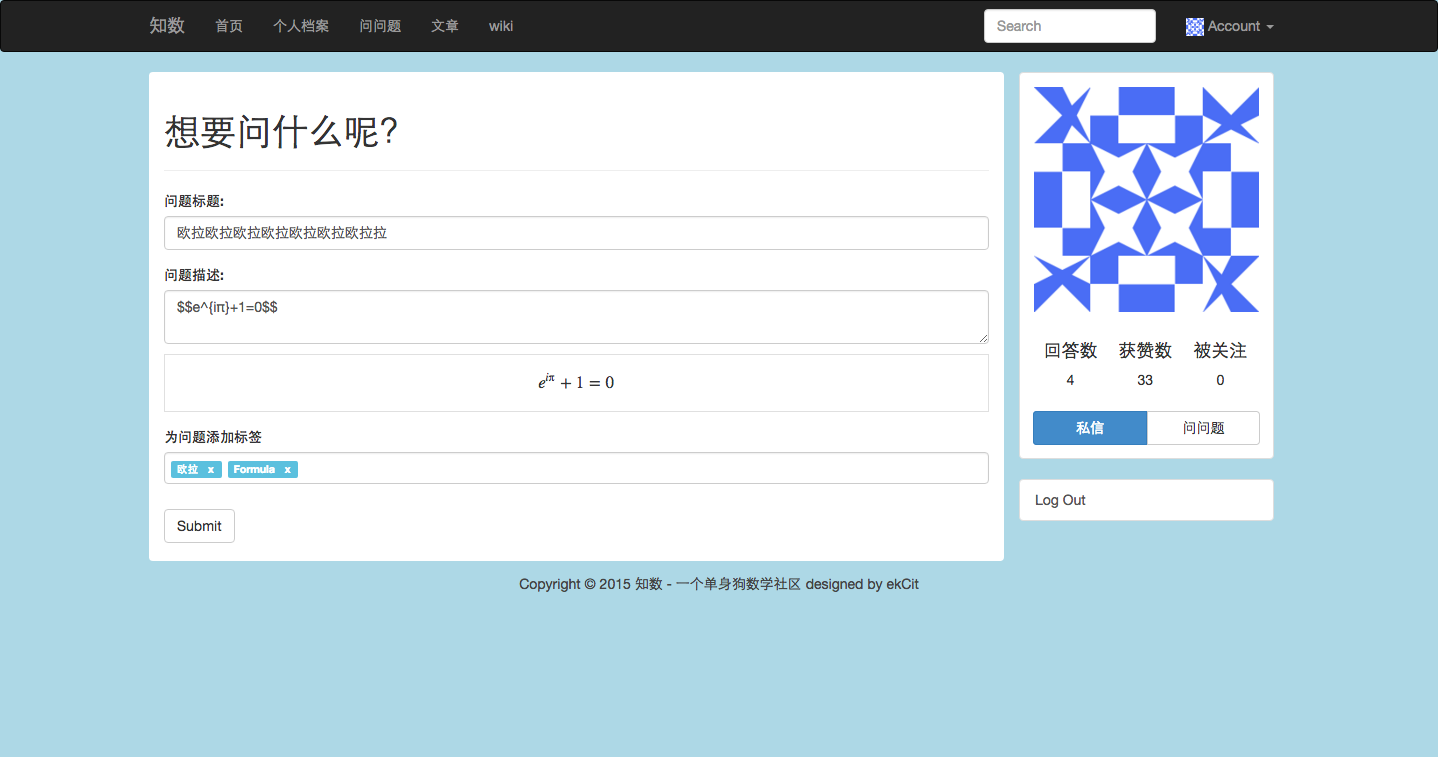 知数 首页 个人档案 问问题 文章 wiki Search Account
想要问什么呢?
问题标题:
欧拉欧拉欧拉欧拉欧拉欧拉欧拉拉
问题描述:
$$e^{iπ}+1=0$$
e^{iπ} + 1 = 0
为问题添加标签
欧拉 x Formula x
Submit
回答数 获赞数 被关注
4 33 0
私信 问问题
Log Out
Copyright © 2015 知数 - 一个单身狗数学社区 designed by ekCit